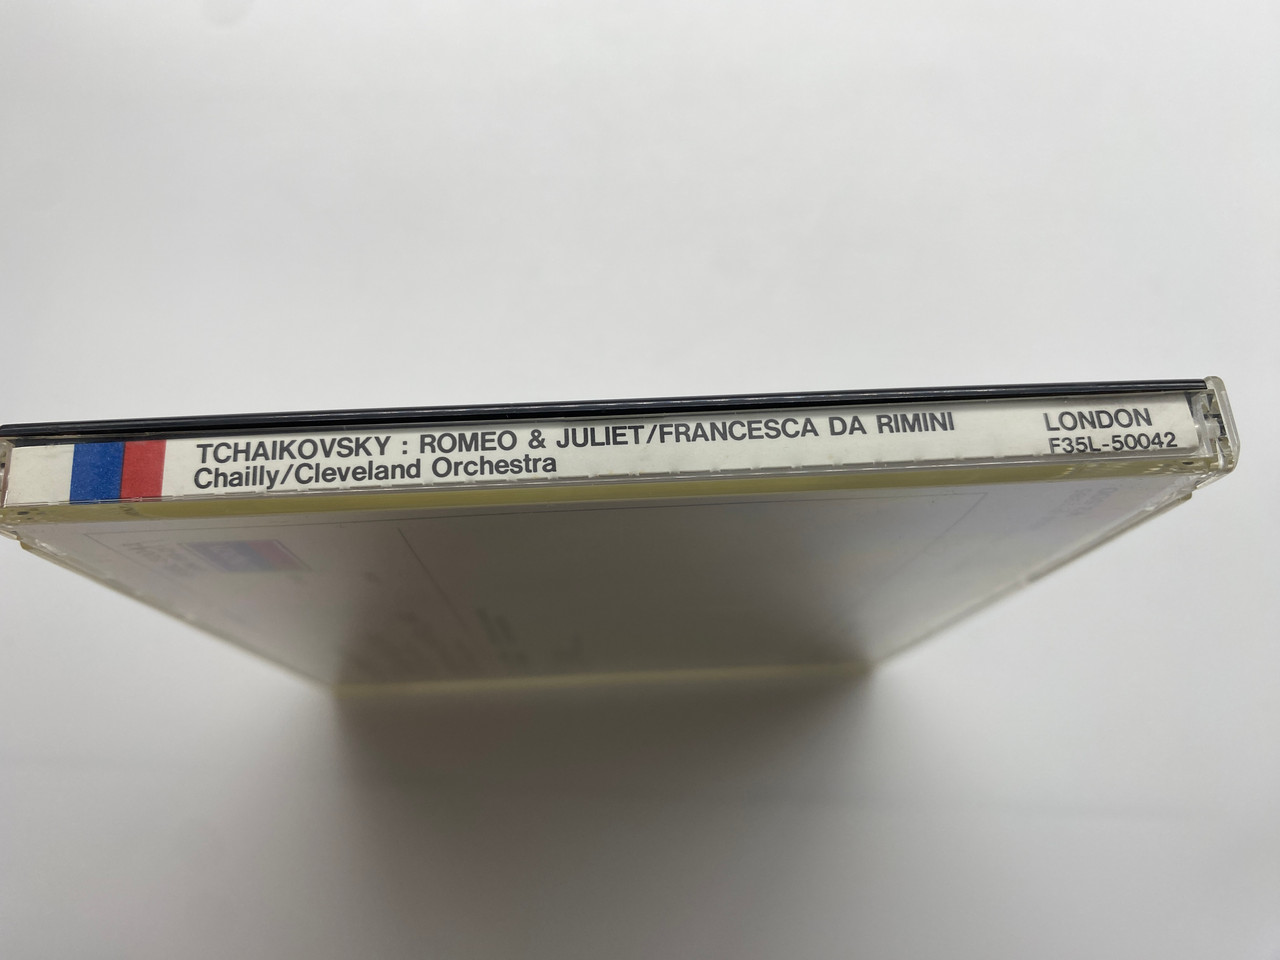 TCHAIKOVSKY : ROMEO & JULIET/FRANCESCA DA RIMINI
Chailly/Cleveland Orchestra
LONDON
F35L-50042